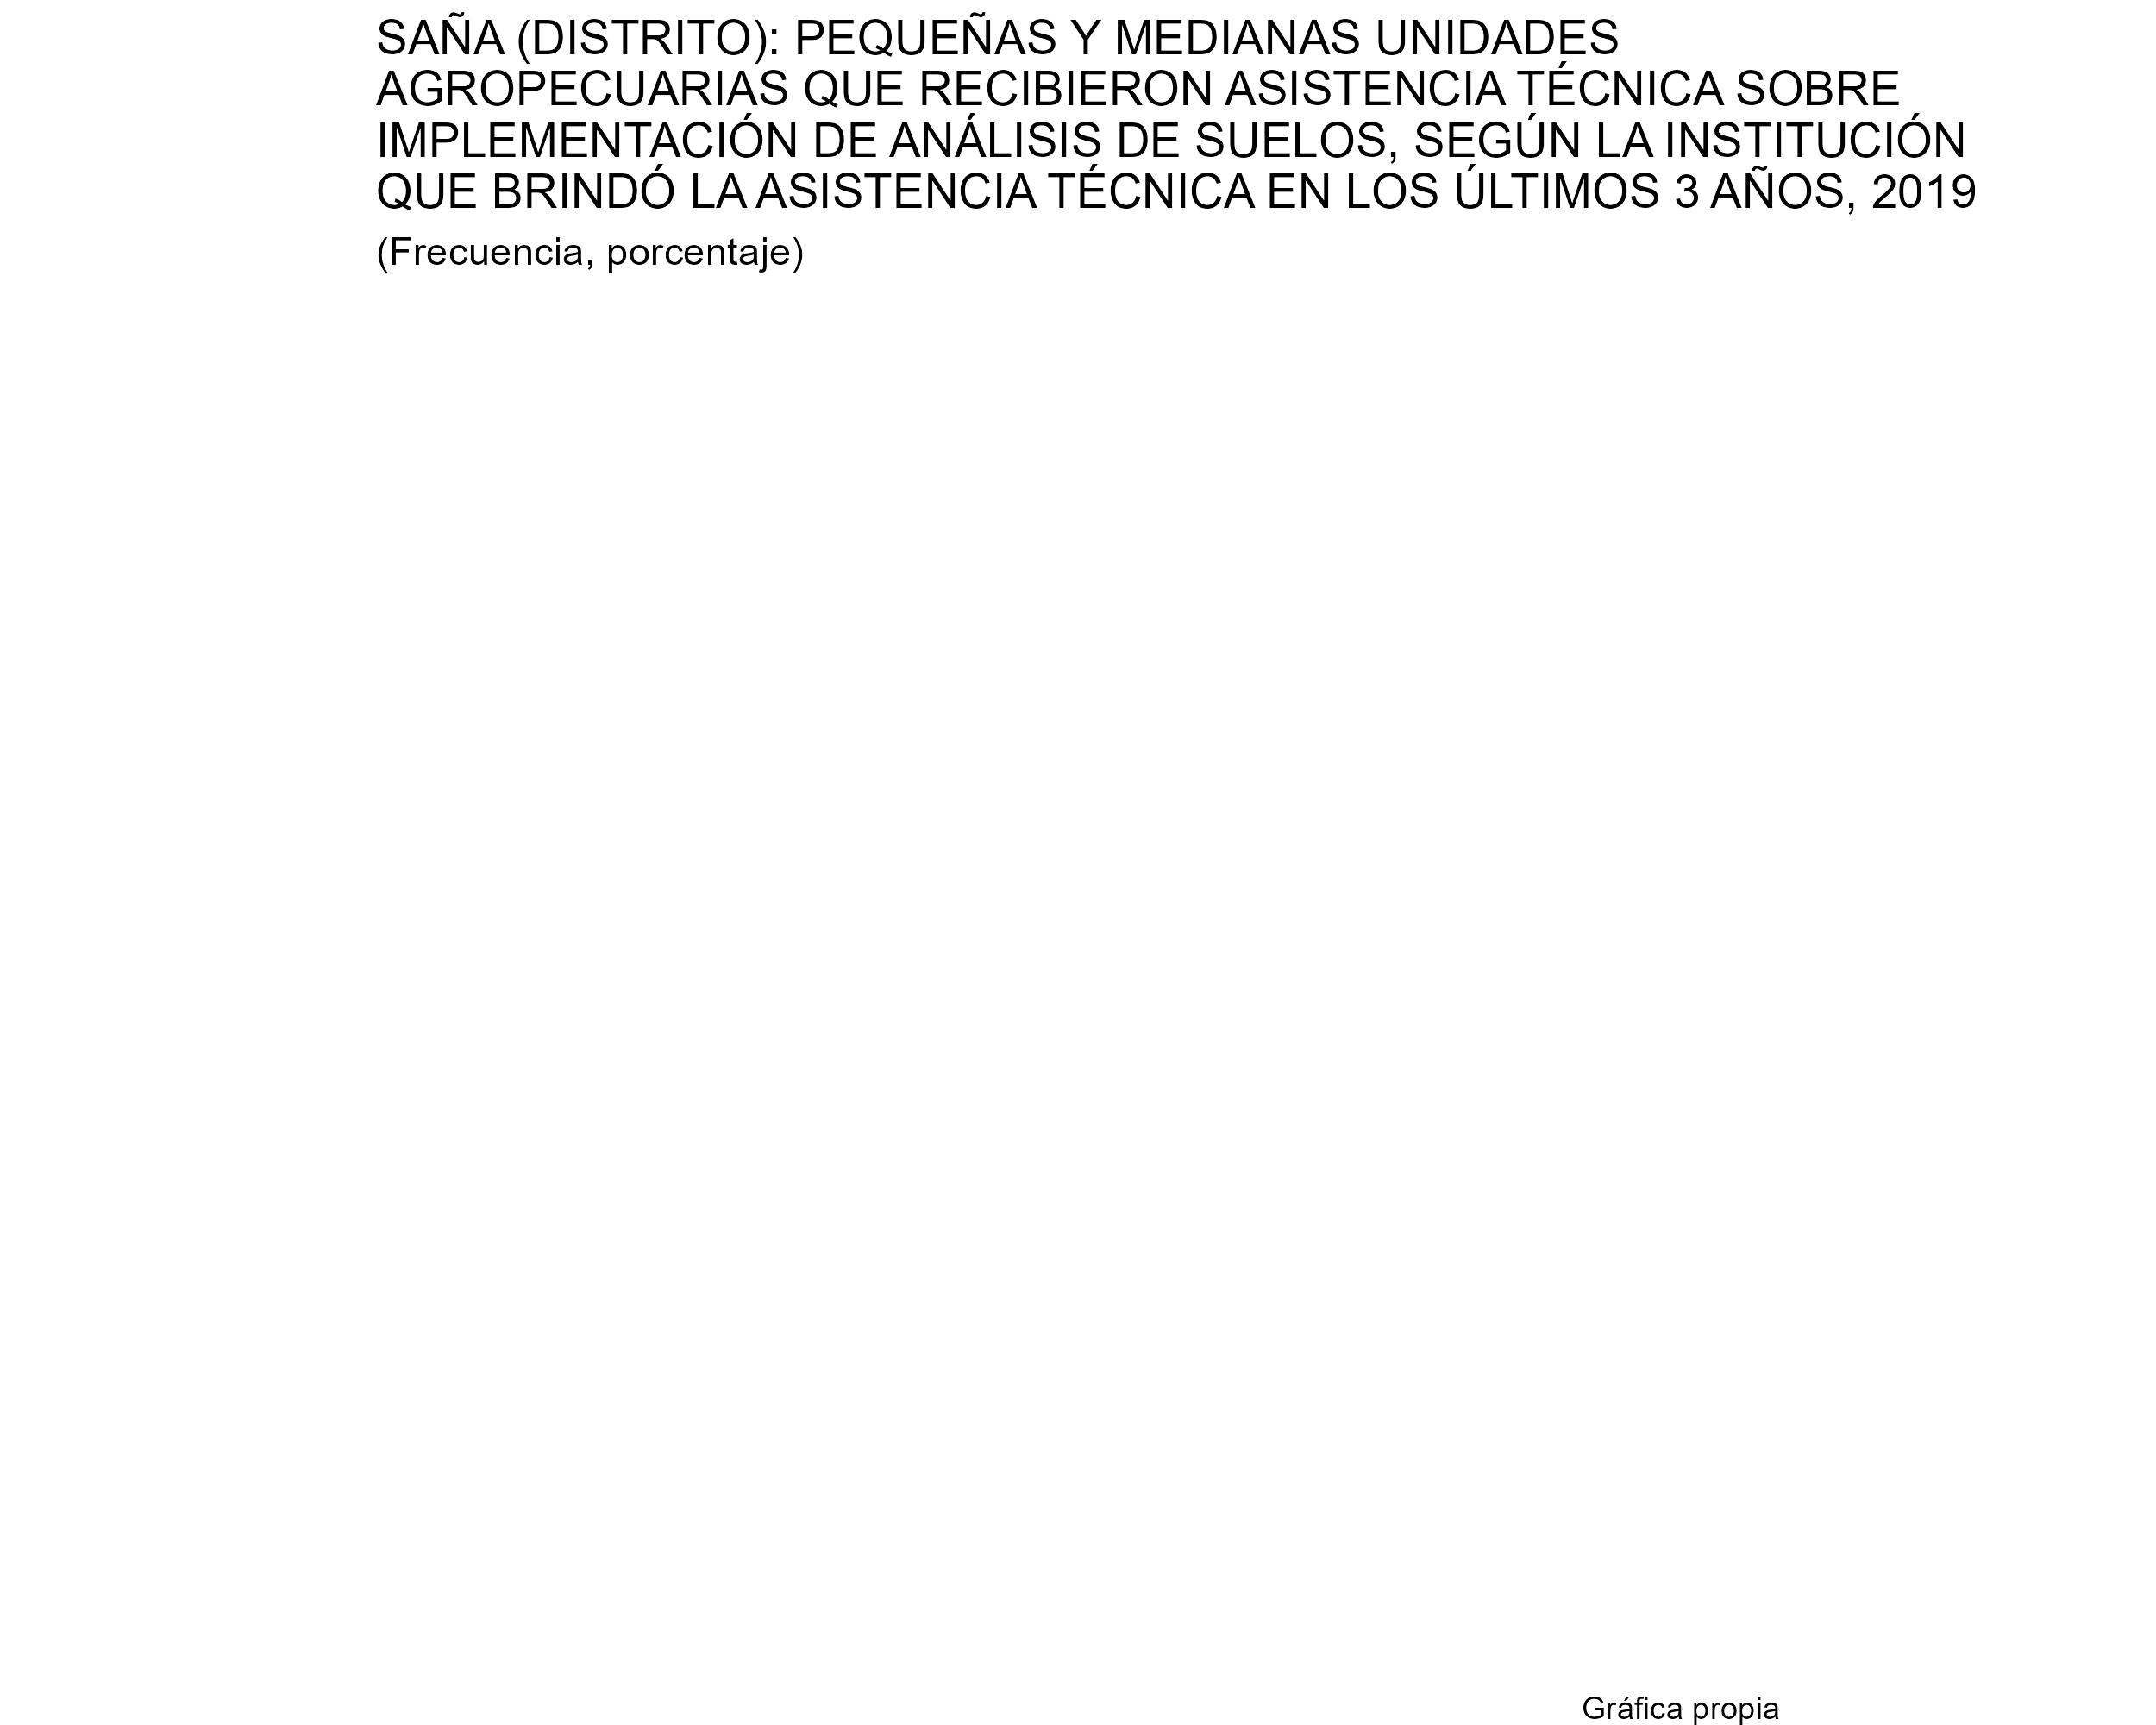 SAÑA (DISTRITO): PEQUEÑAS Y MEDIANAS UNIDADES
AGROPECUARIAS QUE RECIBIERON ASISTENCIA TÉCNICA SOBRE
IMPLEMENTACIÓN DE ANÁLISIS DE SUELOS, SEGÚN LA INSTITUCIÓN
QUE BRINDÓ LA ASISTENCIA TÉCNICA EN LOS ÚLTIMOS 3 AÑOS, 2019
(Frecuencia, porcentaje)
Gráfica propia